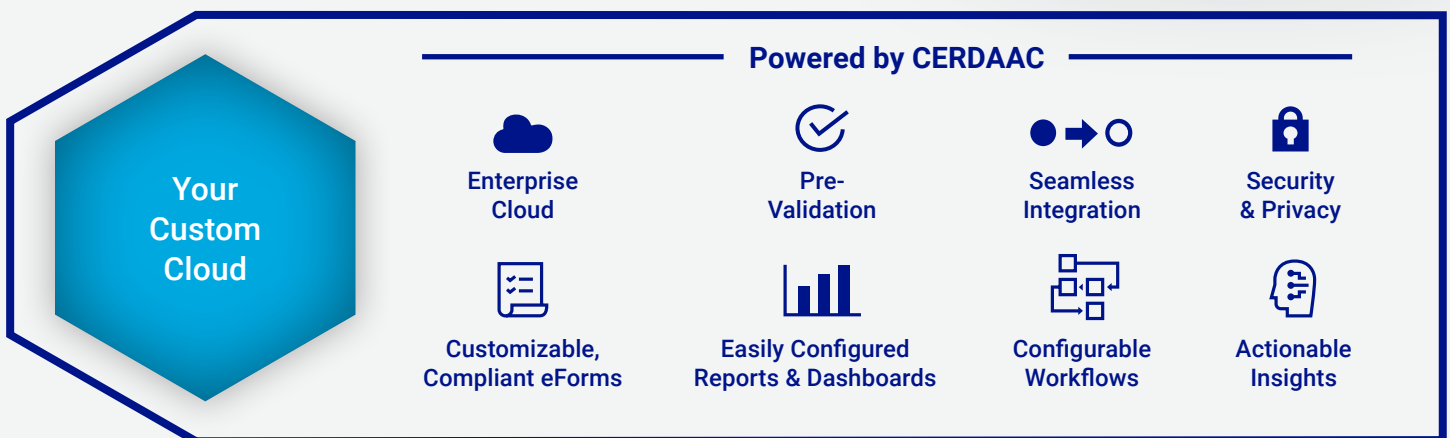 Your
Custom
Cloud
Powered by CERDAAC
Enterprise
Cloud
Pre-
Validation
Seamless
Integration
Security
& Privacy
Customizable,
Compliant eForms
Easily Configured
Reports & Dashboards
Configurable
Workflows
Actionable
Insights